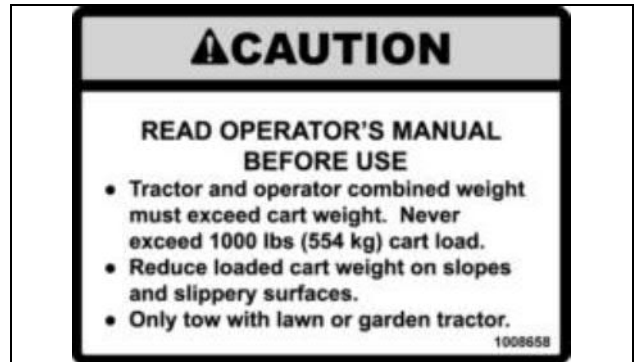 ⚠CAUTION
READ OPERATOR'S MANUAL
BEFORE USE
● Tractor and operator combined weight
must exceed cart weight. Never
exceed 1000 lbs (554 kg) cart load.
● Reduce loaded cart weight on slopes
and slippery surfaces.
● Only tow with lawn or garden tractor.
1008658